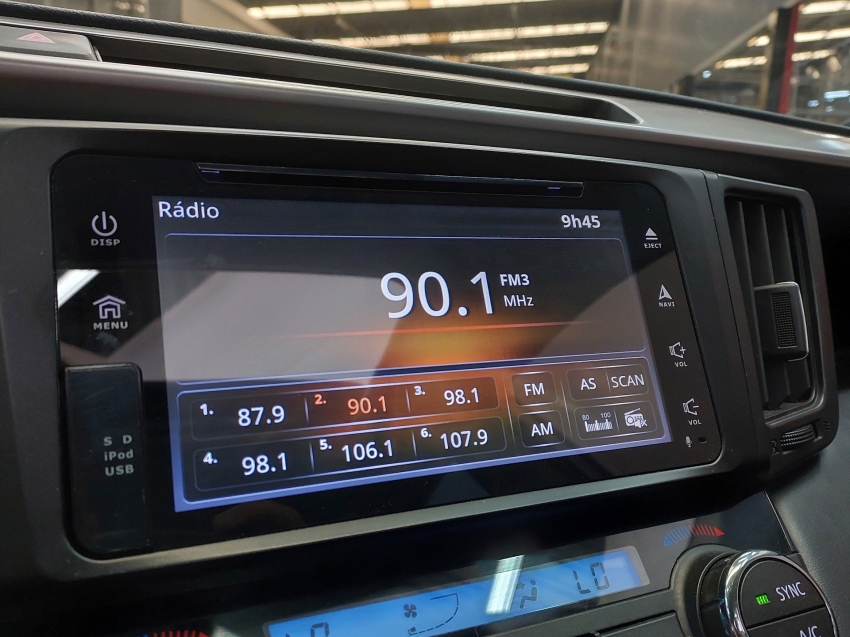 Rádio 9h45
DISP
EJECT
90.1 FM3
MHz
NAVI
MENU
VOL
1. 87.9 2. 90.1 3. 98.1 FM AS SCAN
4. 98.1 5. 106.1 6. 107.9 AM 80 100
VOL
S D
iPod
USB
LO
SYNC
A/C